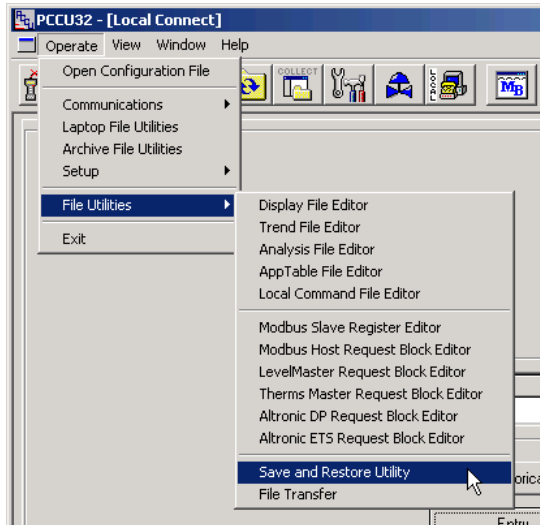 PCCU32 - [Local Connect]
Operate View Window Help
COLLECT
LOCAL
MB
Open Configuration File
Communications
Laptop File Utilities
Archive File Utilities
Setup
File Utilities
Exit
Display File Editor
Trend File Editor
Analysis File Editor
AppTable File Editor
Local Command File Editor
Modbus Slave Register Editor
Modbus Host Request Block Editor
LevelMaster Request Block Editor
Therms Master Request Block Editor
Altronic DP Request Block Editor
Altronic ETS Request Block Editor
Save and Restore Utility
File Transfer
orica
Entry